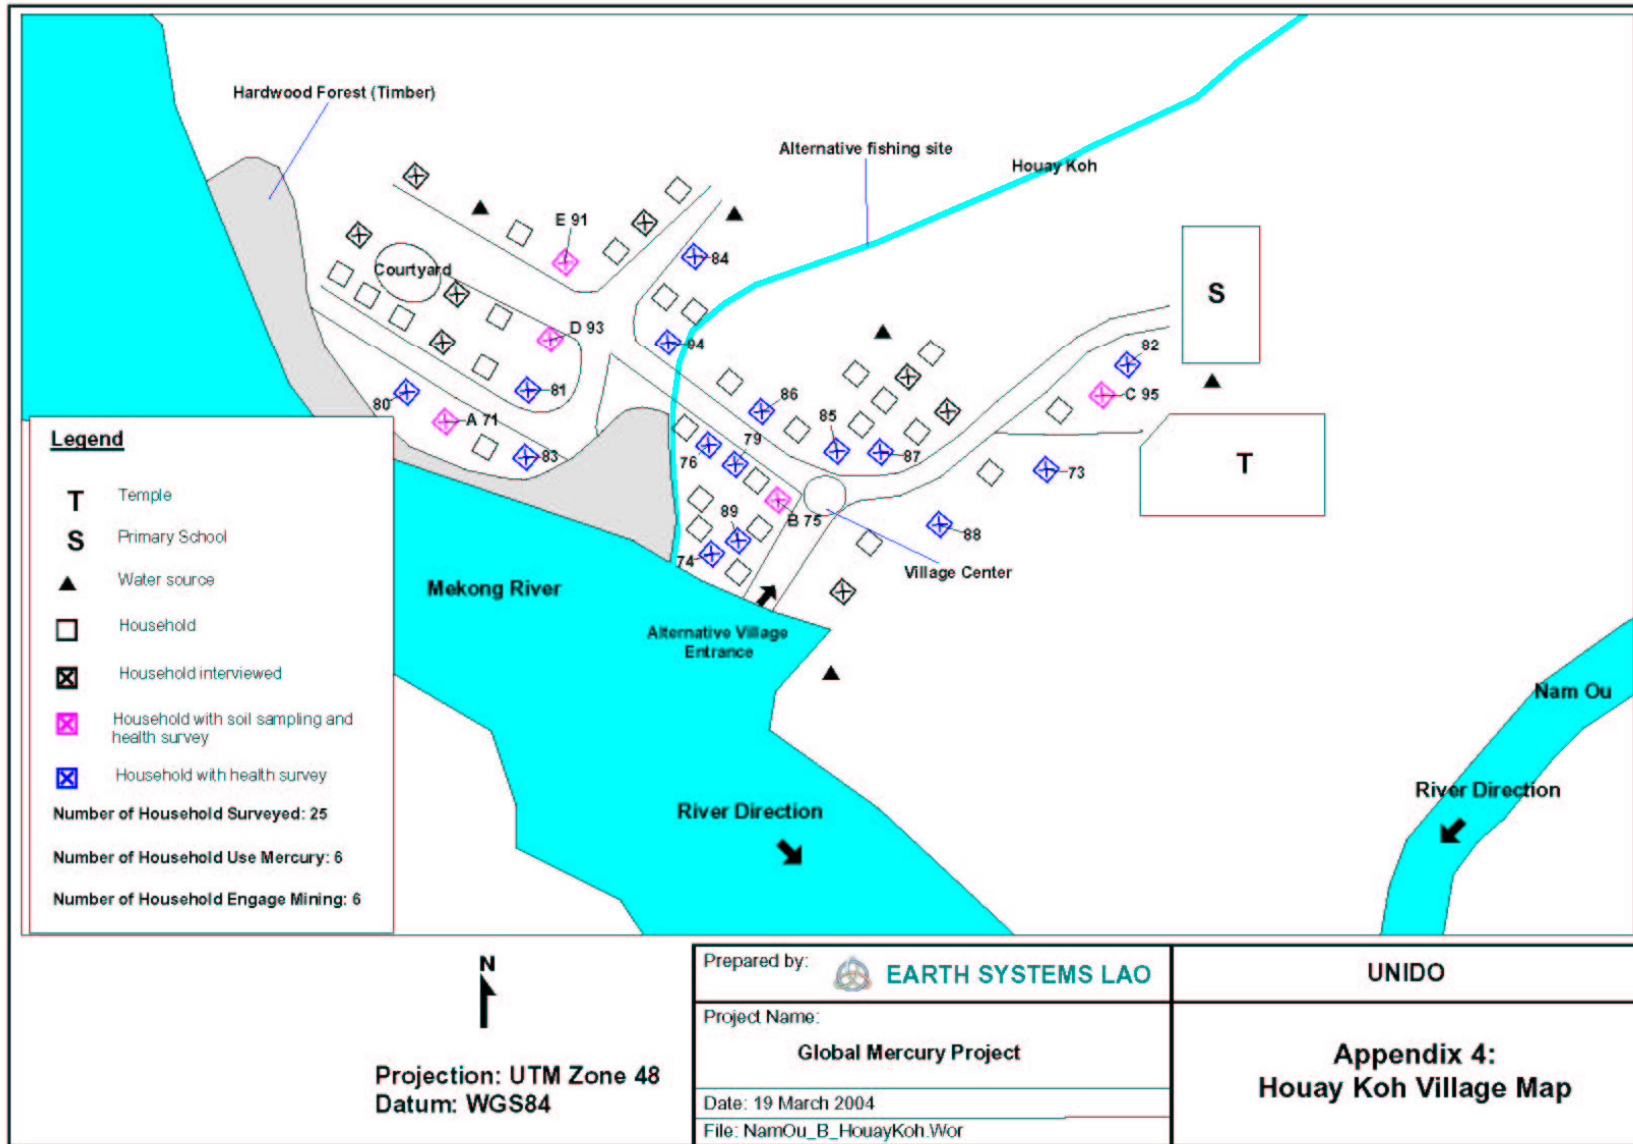 Hardwood Forest (Timber)
Alternative fishing site
Houay Koh
E 91
84
Courtyard
S
D 93
94
82
81
86
C 95
80
A 71
85
79
87
83
76
T
73
B 75
89
88
74
Village Center
Mekong River
Alternative Village
Entrance
Nam Ou
River Direction
River Direction
Legend
T Temple
S Primary School
Water source
Household
Household interviewed
Household with soil sampling and
health survey
Household with health survey
Number of Household Surveyed: 25
Number of Household Use Mercury: 6
Number of Household Engage Mining: 6
N
Projection: UTM Zone 48
Datum: WGS84
Prepared by:
EARTH SYSTEMS LAO
Project Name:
Global Mercury Project
Date: 19 March 2004
File: NamOu_B_HouayKoh.Wor
UNIDO
Appendix 4:
Houay Koh Village Map